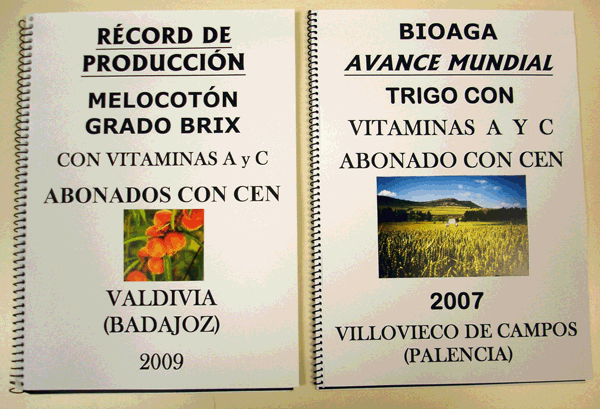 RÉCORD DE
PRODUCCIÓN
MELOCOTÓN
GRADO BRIX
CON VITAMINAS A y C
ABONADOS CON CEN
VALDIVIA
(BADAJOZ)
2009
BIOAGA
AVANCE MUNDIAL
TRIGO CON
VITAMINAS A Y C
ABONADO CON CEN
2007
VILLOVIECO DE CAMPOS
(PALENCIA)